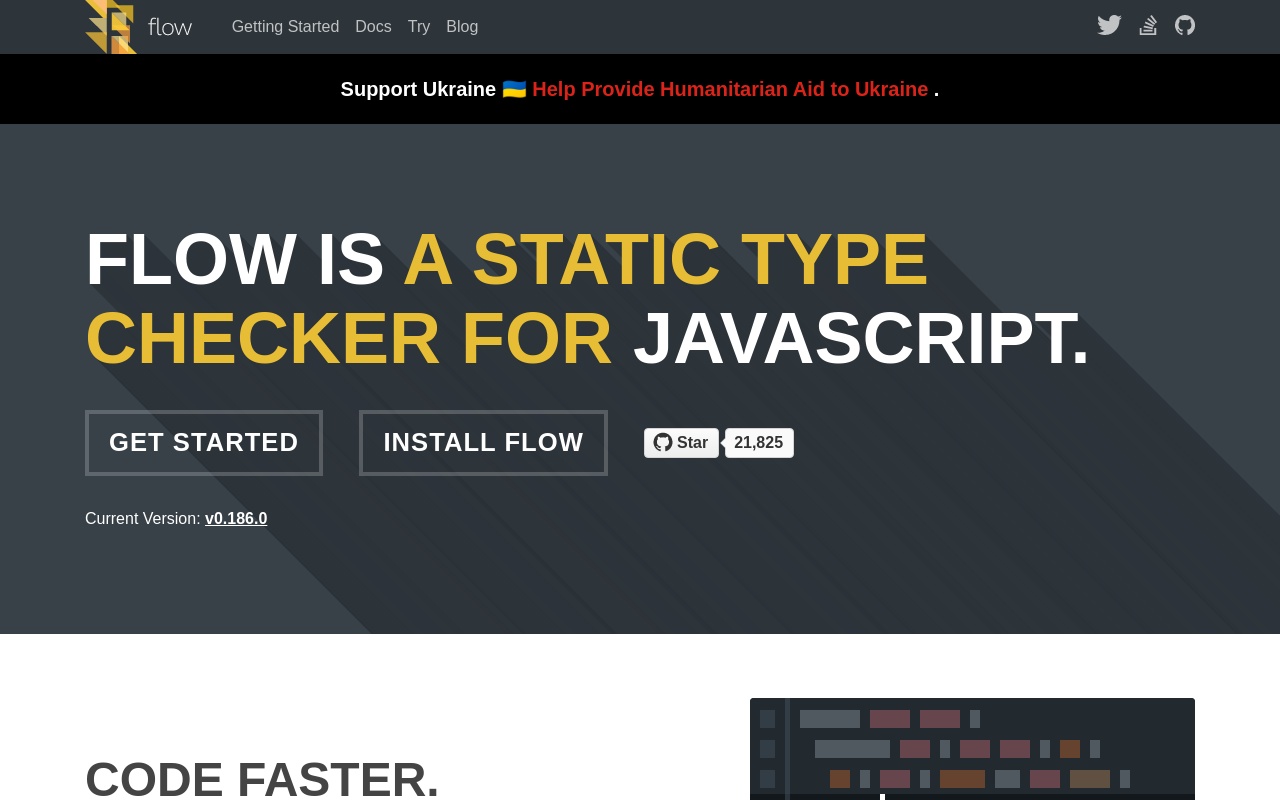 flow
Getting Started Docs Try Blog
Support Ukraine 🇺🇦 Help Provide Humanitarian Aid to Ukraine .
FLOW IS A STATIC TYPE
CHECKER FOR JAVASCRIPT.
GET STARTED
INSTALL FLOW
Star
21,825
Current Version: v0.186.0
CODE FASTER.